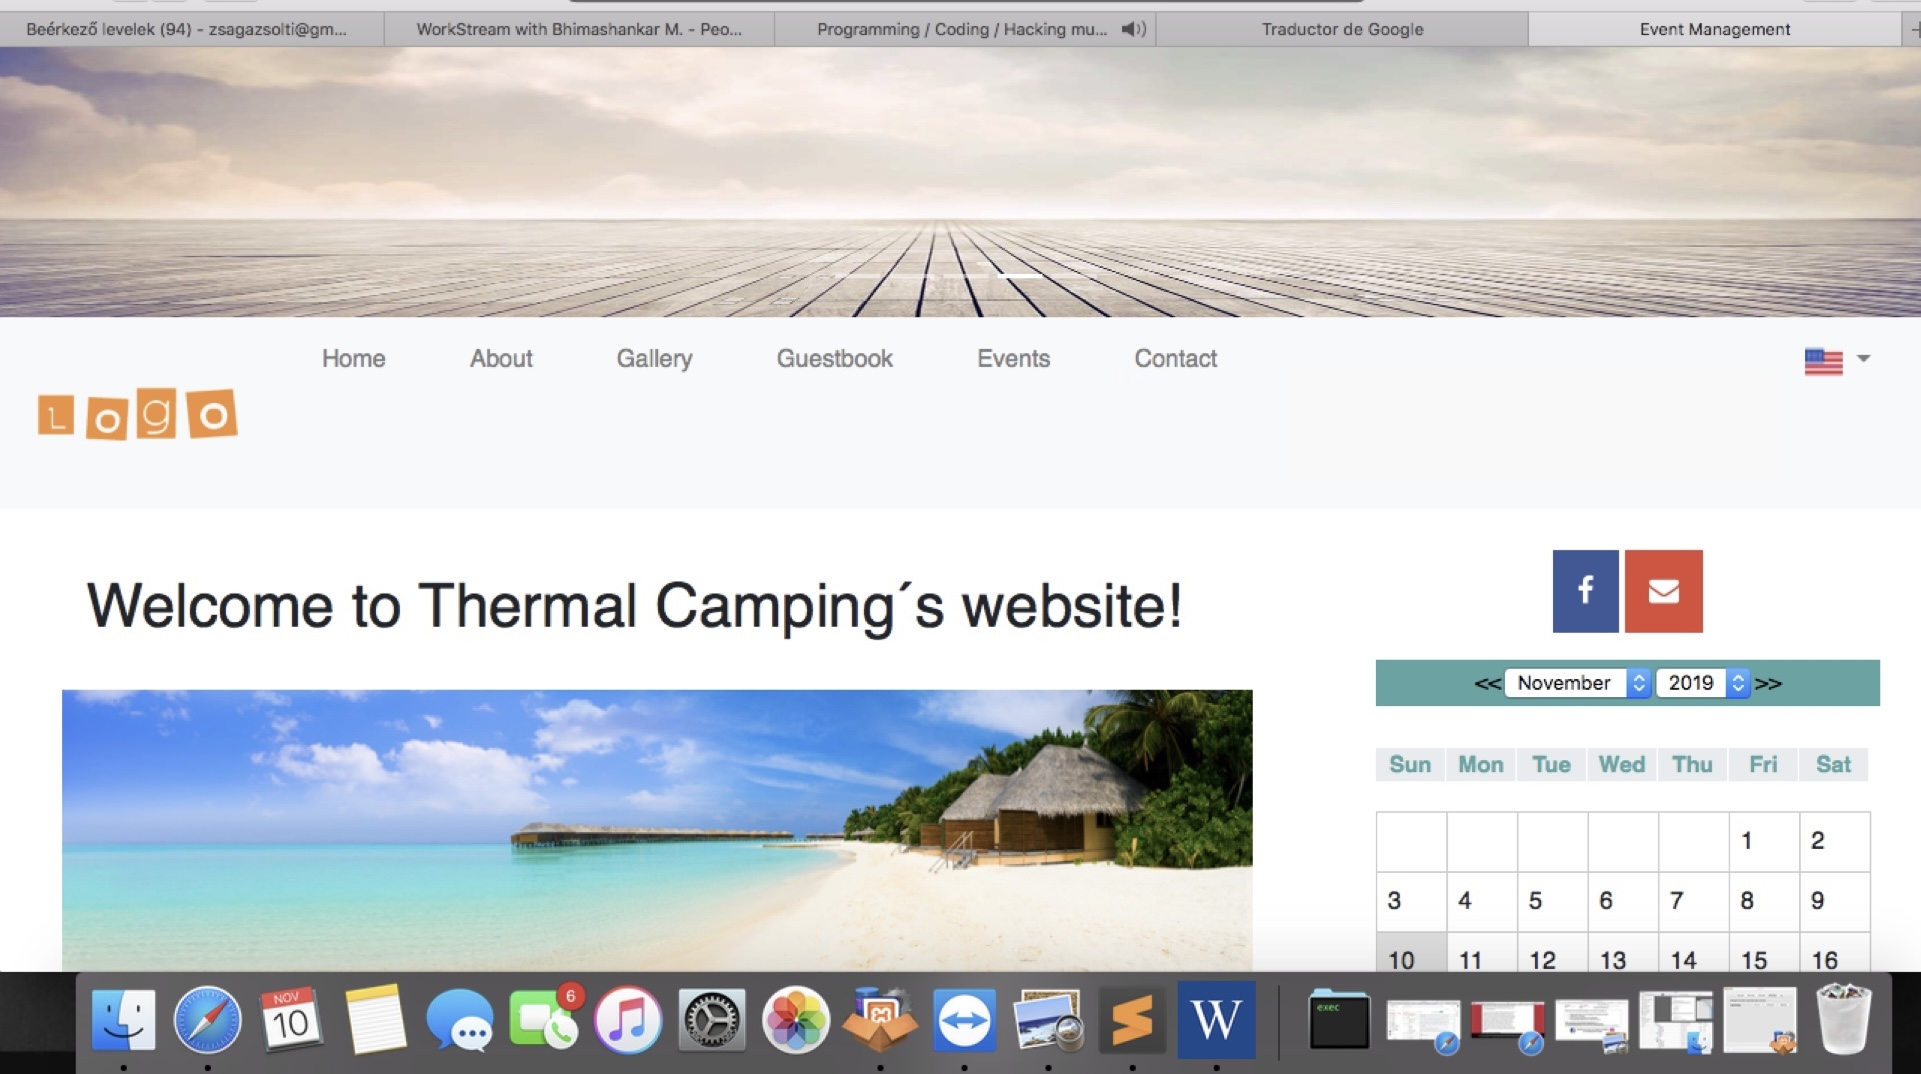 Beérkező levelek (94) - zsagazsolti@gm...
WorkStream with Bhimashankar M. - Peo...
Programming / Coding / Hacking mu...
Traductor de Google
Event Management
Home About Gallery Guestbook Events Contact
Logo
Welcome to Thermal Camping´s website!
f
<< November 2019 >>
Sun Mon Tue Wed Thu Fri Sat
1 2
3 4 5 6 7 8 9
10 11 12 13 14 15 16
NOV
10
6
W
exec